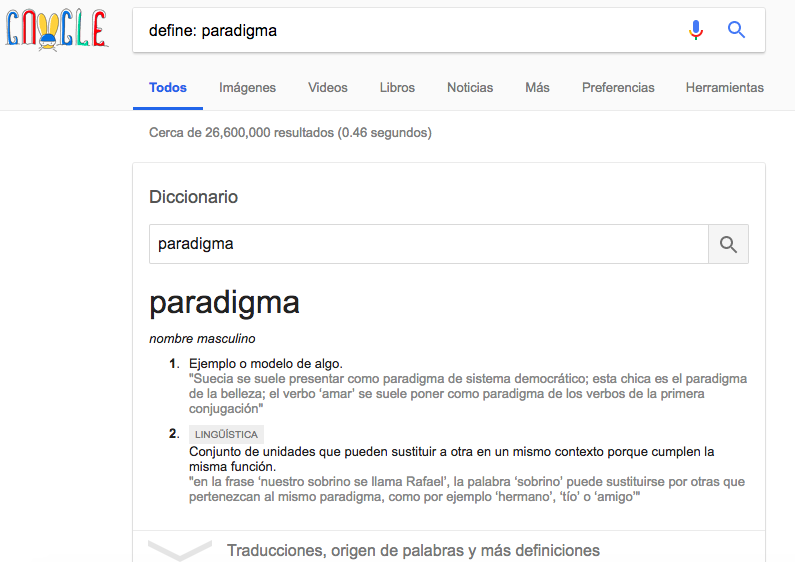 GOOGLE
define: paradigma
Todos Imágenes Videos Libros Noticias Más Preferencias Herramientas
Cerca de 26,600,000 resultados (0.46 segundos)
Diccionario
paradigma
paradigma
nombre masculino
1. Ejemplo o modelo de algo.
"Suecia se suele presentar como paradigma de sistema democrático; esta chica es el paradigma
de la belleza; el verbo ‘amar’ se suele poner como paradigma de los verbos de la primera
conjugación"
2. LINGÜÍSTICA
Conjunto de unidades que pueden sustituir a otra en un mismo contexto porque cumplen la
misma función.
"en la frase ‘nuestro sobrino se llama Rafael’, la palabra ‘sobrino’ puede sustituirse por otras que
pertenezcan al mismo paradigma, como por ejemplo ‘hermano’, ‘tío’ o ‘amigo’"
Traducciones, origen de palabras y más definiciones